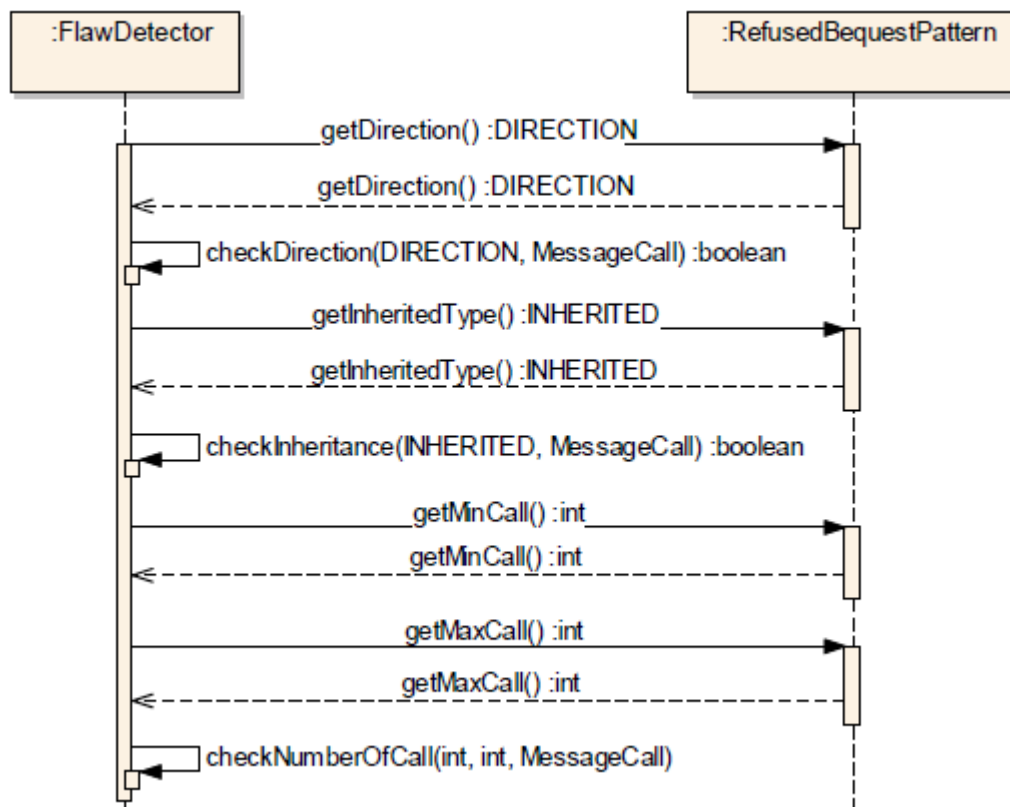 :FlawDetector
:RefusedBequestPattern
getDirection() :DIRECTION
getDirection() :DIRECTION
checkDirection(DIRECTION, MessageCall) :boolean
getInheritedType() :INHERITED
getInheritedType() :INHERITED
checkInheritance(INHERITED, MessageCall) :boolean
getMinCall() :int
getMinCall() :int
getMaxCall() :int
getMaxCall() :int
checkNumberOfCall(int, int, MessageCall)